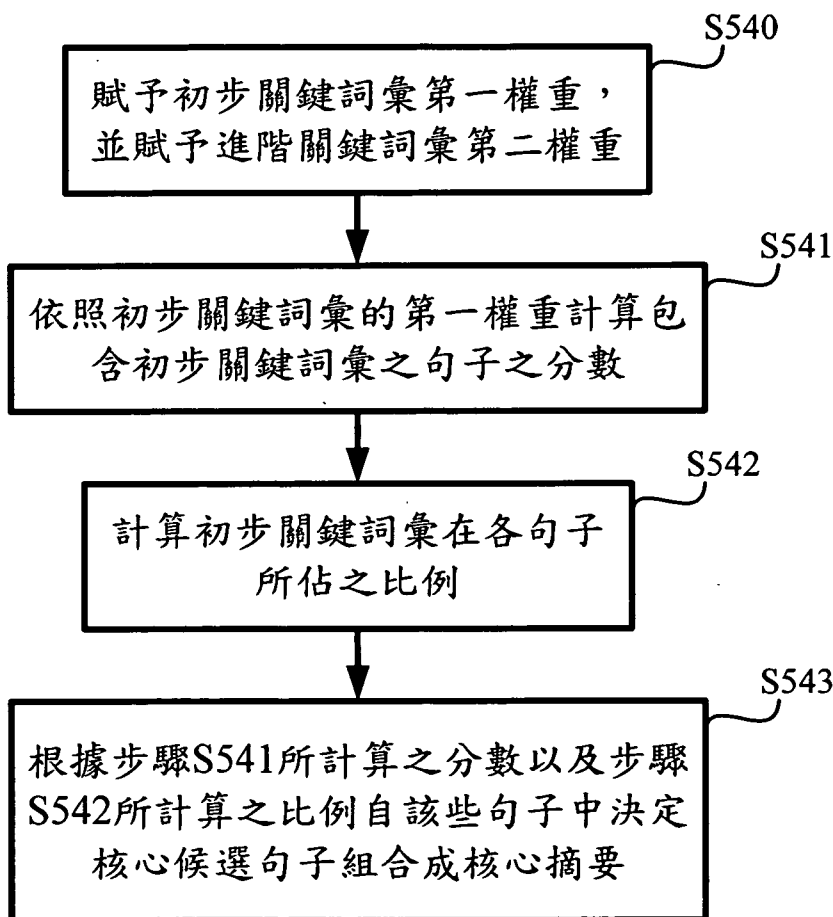 S540
賦予初步關鍵詞彙第一權重，
並賦予進階關鍵詞彙第二權重
S541
依照初步關鍵詞彙的第一權重計算包
含初步關鍵詞彙之句子之分數
S542
計算初步關鍵詞彙在各句子
所佔之比例
S543
根據步驟S541所計算之分數以及步驟
S542所計算之比例自該些句子中決定
核心候選句子組合成核心摘要